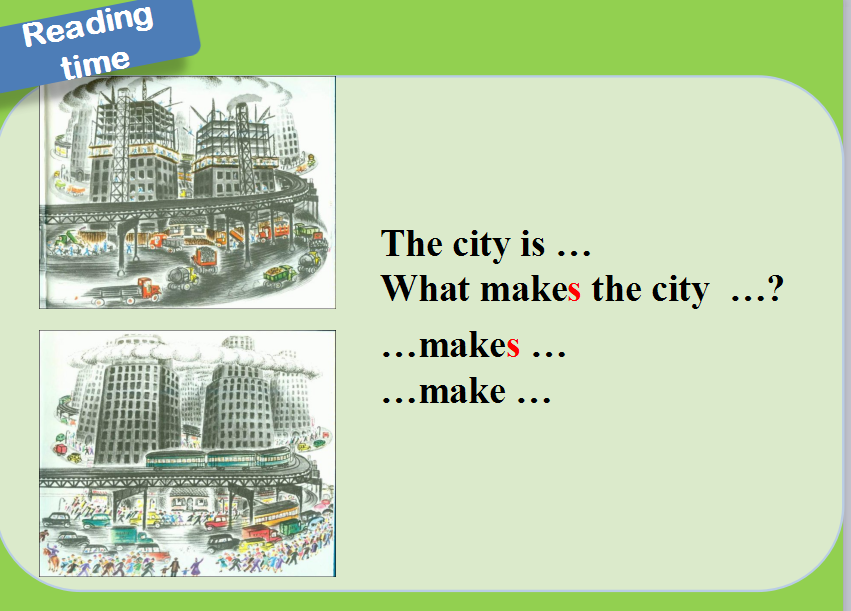 Reading
time
The city is …
What makes the city …?
…makes …
…make …